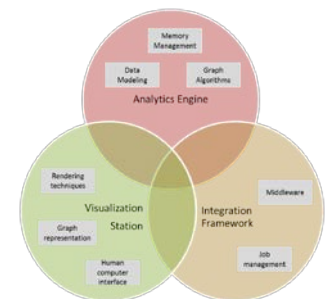 Memory
Management
Data
Modeling
Graph
Algorithms
Analytics Engine
Rendering
techniques
Visualization
Station
Graph
representation
Human
computer
interface
Middleware
Integration
Framework
Job
management